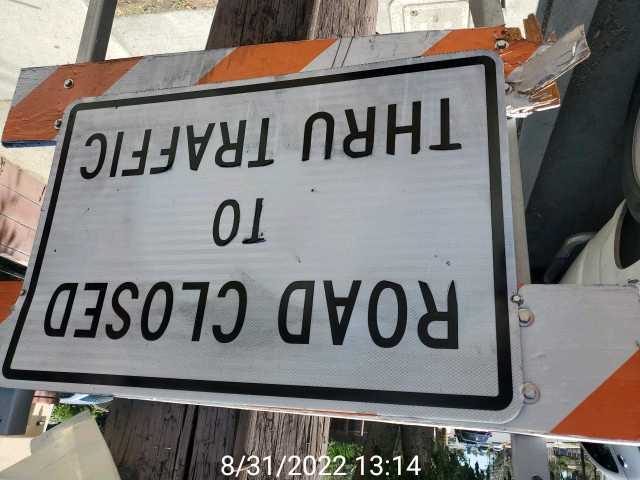 ROAD CLOSED
TO
THRU TRAFFIC
8/31/2022 13:14